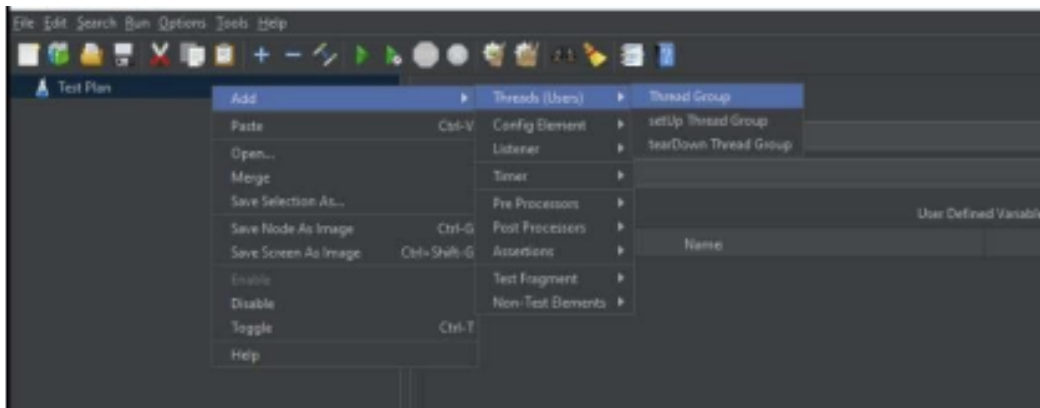 File Edit Search Run Options Tools Help
Test Plan
Add
Paste Ctrl-V
Open...
Merge
Save Selection As...
Save Node As Image Ctrl-G
Save Screen As Image Ctrl+Shift-G
Enable
Disable
Toggle Ctrl-T
Help
Threads (Users)
Config Element
Listener
Timer
Pre Processors
Post Processors
Assertions
Test Fragment
Non-Test Elements
Thread Group
setUp Thread Group
tearDown Thread Group
User Defined Variable
Name